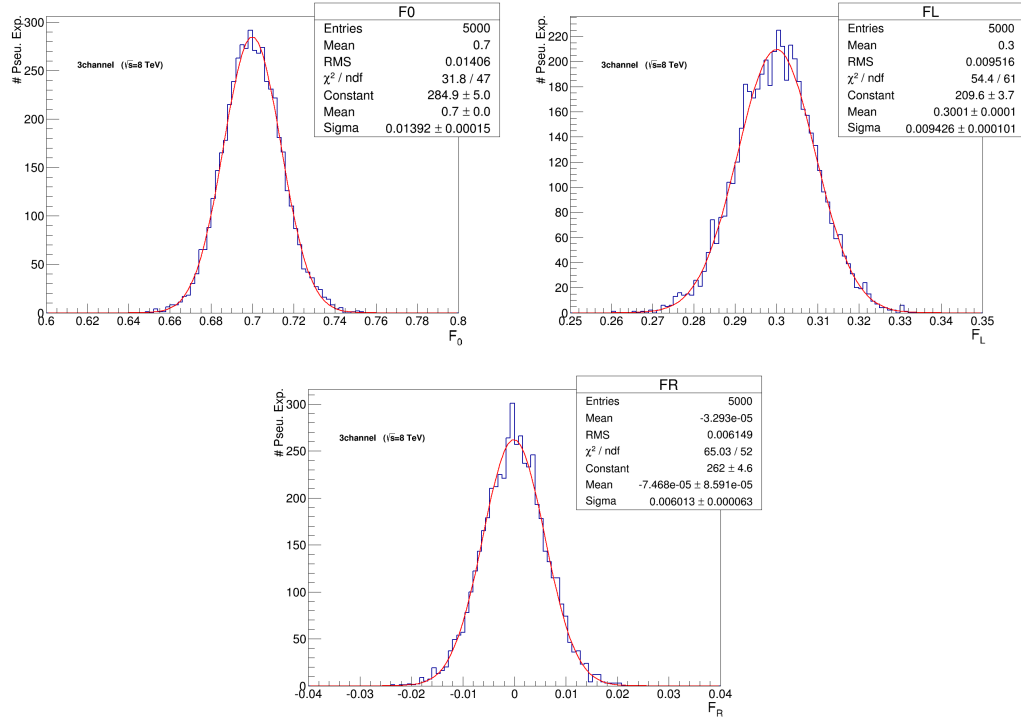 F0
Entries 5000
Mean 0.7
RMS 0.01406
χ² / ndf 31.8 / 47
Constant 284.9 ± 5.0
Mean 0.7 ± 0.0
Sigma 0.01392 ± 0.00015
# Pseu. Exp.
3channel (√s=8 TeV)
300
250
200
150
100
50
0
0.6 0.62 0.64 0.66 0.68 0.7 0.72 0.74 0.76 0.78 0.8
F₀
FL
Entries 5000
Mean 0.3
RMS 0.009516
χ² / ndf 54.4 / 61
Constant 209.6 ± 3.7
Mean 0.3001 ± 0.0001
Sigma 0.009426 ± 0.000101
# Pseu. Exp.
3channel (√s=8 TeV)
220
200
180
160
140
120
100
80
60
40
20
0
0.25 0.26 0.27 0.28 0.29 0.3 0.31 0.32 0.33 0.34 0.35
F_L
FR
Entries 5000
Mean -3.293e-05
RMS 0.006149
χ² / ndf 65.03 / 52
Constant 262 ± 4.6
Mean -7.468e-05 ± 8.591e-05
Sigma 0.006013 ± 0.000063
# Pseu. Exp.
3channel (√s=8 TeV)
300
250
200
150
100
50
0
-0.04 -0.03 -0.02 -0.01 0 0.01 0.02 0.03 0.04
F_R